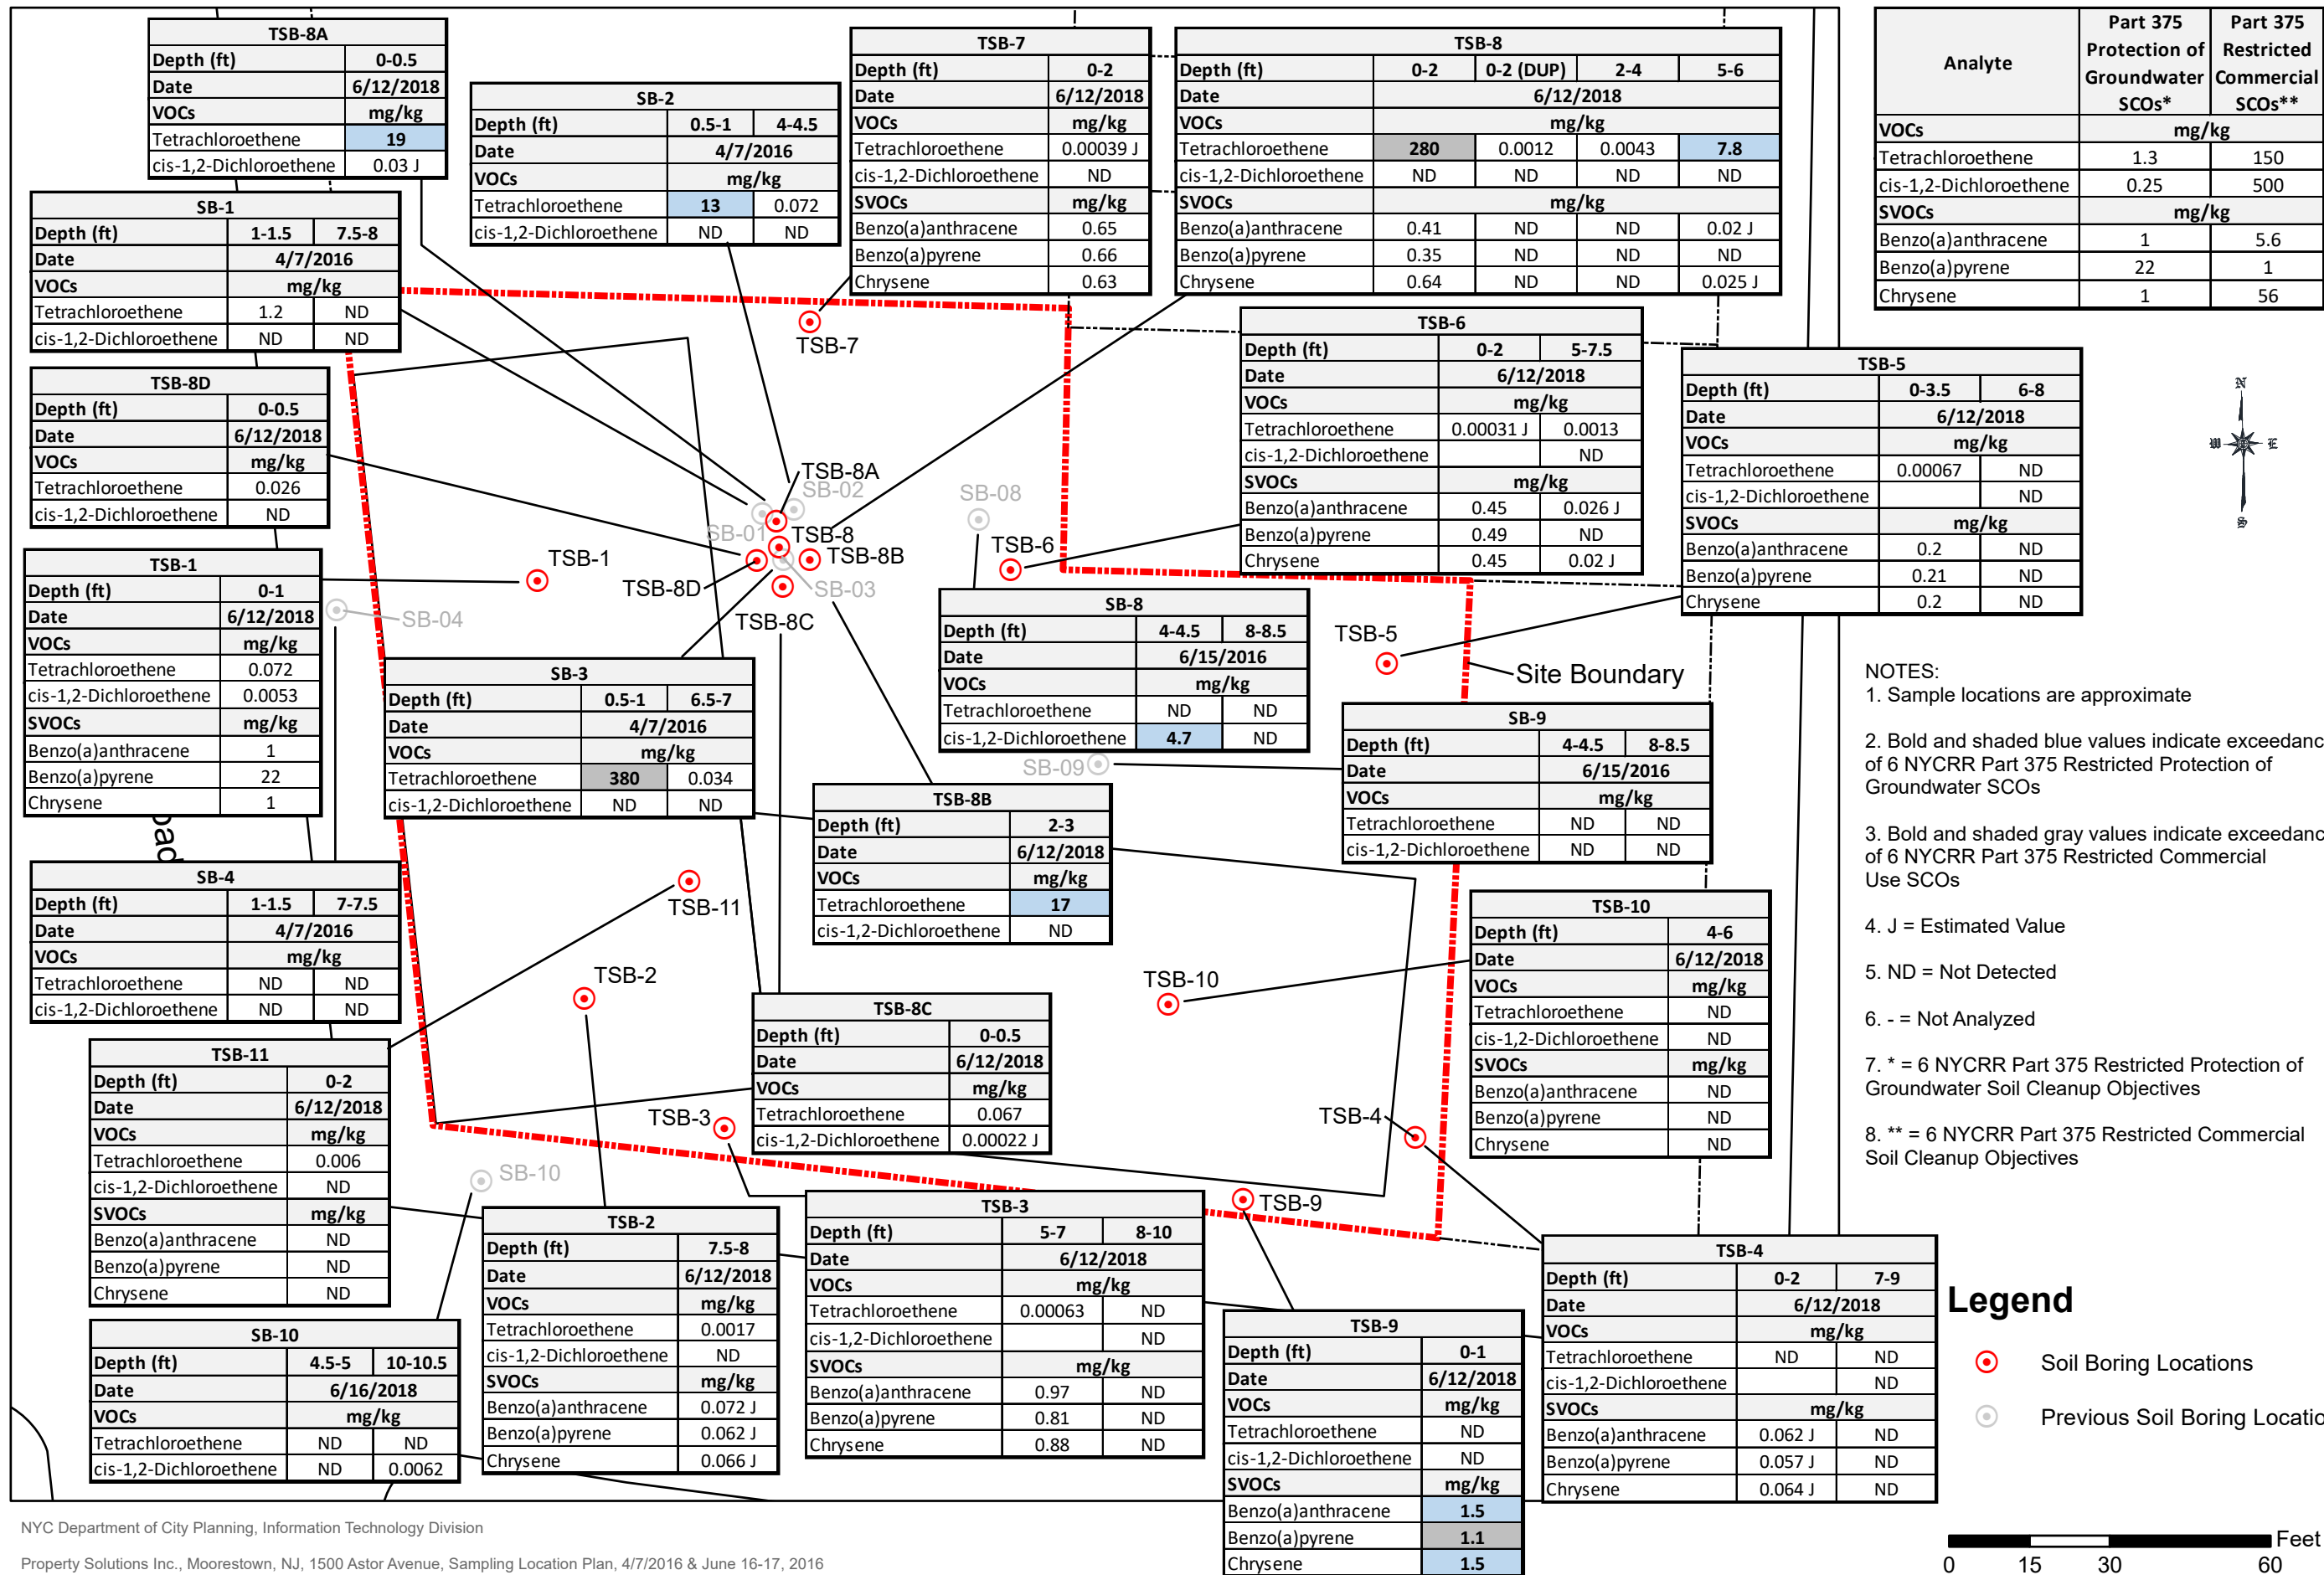 TSB-8A
Depth (ft) 0-0.5
Date 6/12/2018
VOCs mg/kg
Tetrachloroethene 19
cis-1,2-Dichloroethene 0.03 J
SB-2
Depth (ft) 0.5-1 4-4.5
Date 4/7/2016
VOCs mg/kg
Tetrachloroethene 13 0.072
cis-1,2-Dichloroethene ND ND
TSB-7
Depth (ft) 0-2
Date 6/12/2018
VOCs mg/kg
Tetrachloroethene 0.00039 J
cis-1,2-Dichloroethene ND
SVOCs mg/kg
Benzo(a)anthracene 0.65
Benzo(a)pyrene 0.66
Chrysene 0.63
TSB-8
Depth (ft) 0-2 0-2 (DUP) 2-4 5-6
Date 6/12/2018
VOCs mg/kg
Tetrachloroethene 280 0.0012 0.0043 7.8
cis-1,2-Dichloroethene ND ND ND ND
SVOCs mg/kg
Benzo(a)anthracene 0.41 ND ND 0.02 J
Benzo(a)pyrene 0.35 ND ND ND
Chrysene 0.64 ND ND 0.025 J
Analyte
Part 375 Protection of Groundwater SCOs*
Part 375 Restricted Commercial SCOs**
VOCs mg/kg
Tetrachloroethene 1.3 150
cis-1,2-Dichloroethene 0.25 500
SVOCs mg/kg
Benzo(a)anthracene 1 5.6
Benzo(a)pyrene 22 1
Chrysene 1 56
SB-1
Depth (ft) 1-1.5 7.5-8
Date 4/7/2016
VOCs mg/kg
Tetrachloroethene 1.2 ND
cis-1,2-Dichloroethene ND ND
TSB-8D
Depth (ft) 0-0.5
Date 6/12/2018
VOCs mg/kg
Tetrachloroethene 0.026
cis-1,2-Dichloroethene ND
TSB-6
Depth (ft) 0-2 5-7.5
Date 6/12/2018
VOCs mg/kg
Tetrachloroethene 0.00031 J 0.0013
cis-1,2-Dichloroethene ND
SVOCs mg/kg
Benzo(a)anthracene 0.45 0.026 J
Benzo(a)pyrene 0.49 ND
Chrysene 0.45 0.02 J
TSB-5
Depth (ft) 0-3.5 6-8
Date 6/12/2018
VOCs mg/kg
Tetrachloroethene 0.00067 ND
cis-1,2-Dichloroethene ND
SVOCs mg/kg
Benzo(a)anthracene 0.2 ND
Benzo(a)pyrene 0.21 ND
Chrysene 0.2 ND
N
W E
S
TSB-7
TSB-8A
SB-02
SB-01
TSB-8
TSB-8B
TSB-8D
SB-03
TSB-8C
SB-08
TSB-6
TSB-1
SB-04
TSB-5
Site Boundary
TSB-1
Depth (ft) 0-1
Date 6/12/2018
VOCs mg/kg
Tetrachloroethene 0.072
cis-1,2-Dichloroethene 0.0053
SVOCs mg/kg
Benzo(a)anthracene 1
Benzo(a)pyrene 22
Chrysene 1
SB-3
Depth (ft) 0.5-1 6.5-7
Date 4/7/2016
VOCs mg/kg
Tetrachloroethene 380 0.034
cis-1,2-Dichloroethene ND ND
SB-8
Depth (ft) 4-4.5 8-8.5
Date 6/15/2016
VOCs mg/kg
Tetrachloroethene ND ND
cis-1,2-Dichloroethene 4.7 ND
SB-09
SB-9
Depth (ft) 4-4.5 8-8.5
Date 6/15/2016
VOCs mg/kg
Tetrachloroethene ND ND
cis-1,2-Dichloroethene ND ND
NOTES:
1. Sample locations are approximate
2. Bold and shaded blue values indicate exceedanc
of 6 NYCRR Part 375 Restricted Protection of
Groundwater SCOs
3. Bold and shaded gray values indicate exceedanc
of 6 NYCRR Part 375 Restricted Commercial
Use SCOs
4. J = Estimated Value
5. ND = Not Detected
6. - = Not Analyzed
7. * = 6 NYCRR Part 375 Restricted Protection of
Groundwater Soil Cleanup Objectives
8. ** = 6 NYCRR Part 375 Restricted Commercial
Soil Cleanup Objectives
oad
SB-4
Depth (ft) 1-1.5 7-7.5
Date 4/7/2016
VOCs mg/kg
Tetrachloroethene ND ND
cis-1,2-Dichloroethene ND ND
TSB-11
TSB-2
TSB-8B
Depth (ft) 2-3
Date 6/12/2018
VOCs mg/kg
Tetrachloroethene 17
cis-1,2-Dichloroethene ND
TSB-10
TSB-10
Depth (ft) 4-6
Date 6/12/2018
VOCs mg/kg
Tetrachloroethene ND
cis-1,2-Dichloroethene ND
SVOCs mg/kg
Benzo(a)anthracene ND
Benzo(a)pyrene ND
Chrysene ND
TSB-8C
Depth (ft) 0-0.5
Date 6/12/2018
VOCs mg/kg
Tetrachloroethene 0.067
cis-1,2-Dichloroethene 0.00022 J
TSB-11
Depth (ft) 0-2
Date 6/12/2018
VOCs mg/kg
Tetrachloroethene 0.006
cis-1,2-Dichloroethene ND
SVOCs mg/kg
Benzo(a)anthracene ND
Benzo(a)pyrene ND
Chrysene ND
TSB-3
TSB-4
SB-10
TSB-9
TSB-2
Depth (ft) 7.5-8
Date 6/12/2018
VOCs mg/kg
Tetrachloroethene 0.0017
cis-1,2-Dichloroethene ND
SVOCs mg/kg
Benzo(a)anthracene 0.072 J
Benzo(a)pyrene 0.062 J
Chrysene 0.066 J
TSB-3
Depth (ft) 5-7 8-10
Date 6/12/2018
VOCs mg/kg
Tetrachloroethene 0.00063 ND
cis-1,2-Dichloroethene ND
SVOCs mg/kg
Benzo(a)anthracene 0.97 ND
Benzo(a)pyrene 0.81 ND
Chrysene 0.88 ND
SB-10
Depth (ft) 4.5-5 10-10.5
Date 6/16/2018
VOCs mg/kg
Tetrachloroethene ND ND
cis-1,2-Dichloroethene ND 0.0062
TSB-9
Depth (ft) 0-1
Date 6/12/2018
VOCs mg/kg
Tetrachloroethene ND
cis-1,2-Dichloroethene ND
SVOCs mg/kg
Benzo(a)anthracene 1.5
Benzo(a)pyrene 1.1
Chrysene 1.5
TSB-4
Depth (ft) 0-2 7-9
Date 6/12/2018
VOCs mg/kg
Tetrachloroethene ND ND
cis-1,2-Dichloroethene ND
SVOCs mg/kg
Benzo(a)anthracene 0.062 J ND
Benzo(a)pyrene 0.057 J ND
Chrysene 0.064 J ND
Legend
Soil Boring Locations
Previous Soil Boring Locatio
Feet
0 15 30 60
NYC Department of City Planning, Information Technology Division
Property Solutions Inc., Moorestown, NJ, 1500 Astor Avenue, Sampling Location Plan, 4/7/2016 & June 16-17, 2016